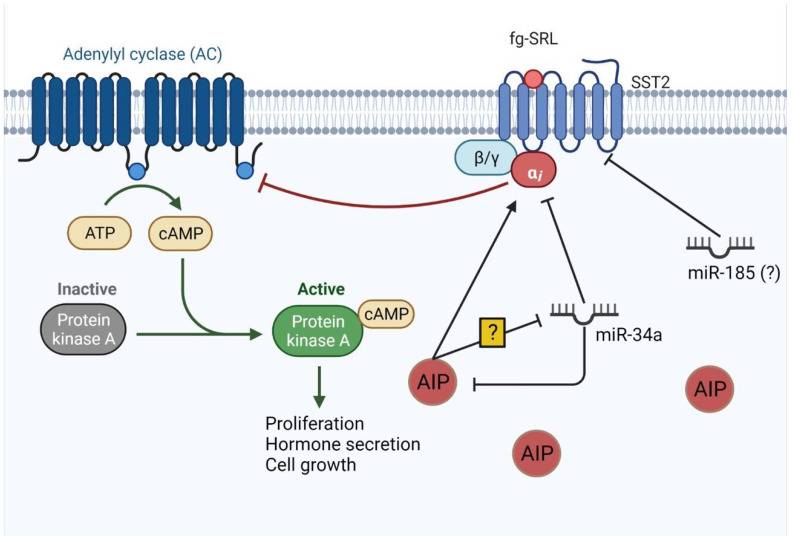 Adenylyl cyclase (AC)
fg-SRL
SST2
β/γ
αi
ATP
cAMP
miR-185 (?)
Inactive
Active
Protein
kinase A
Protein
kinase A
cAMP
?
miR-34a
AIP
AIP
AIP
Proliferation
Hormone secretion
Cell growth